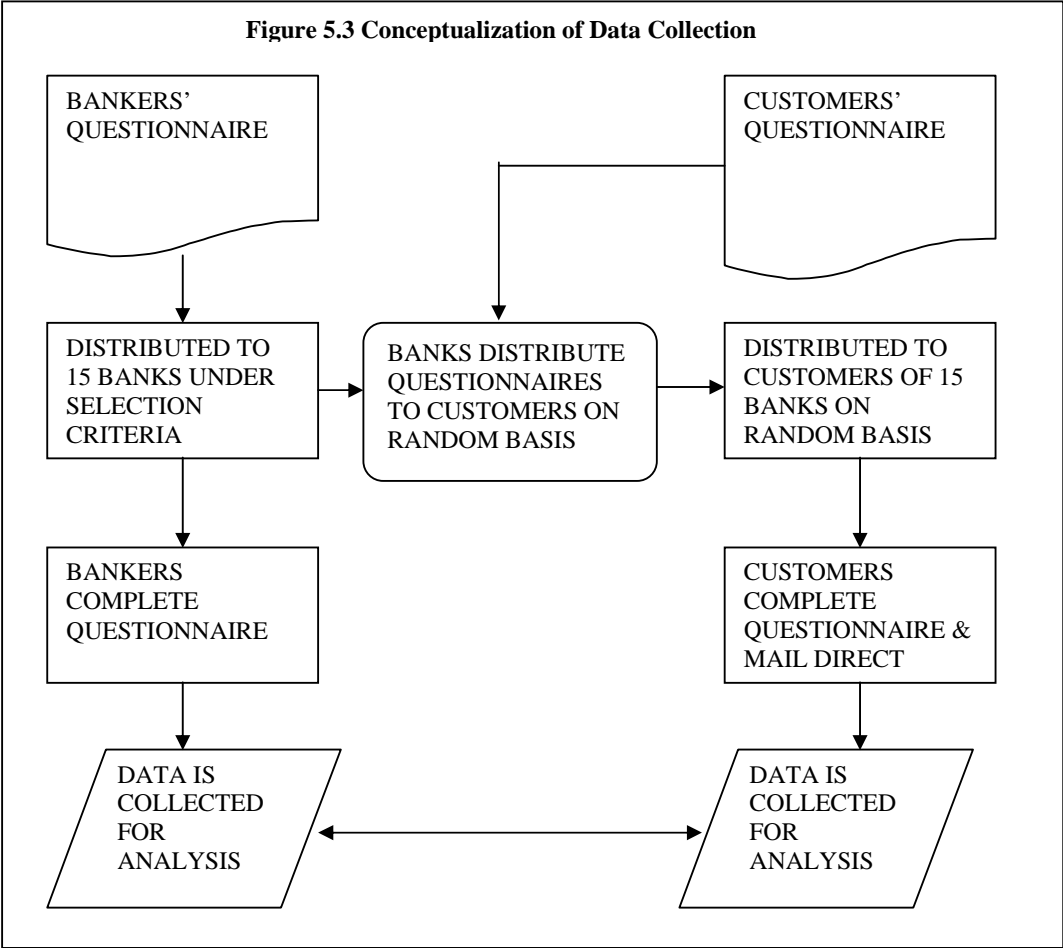 Figure 5.3 Conceptualization of Data Collection
BANKERS’
QUESTIONNAIRE
CUSTOMERS’
QUESTIONNAIRE
DISTRIBUTED TO
15 BANKS UNDER
SELECTION
CRITERIA
BANKS DISTRIBUTE
QUESTIONNAIRES
TO CUSTOMERS ON
RANDOM BASIS
DISTRIBUTED TO
CUSTOMERS OF 15
BANKS ON
RANDOM BASIS
BANKERS
COMPLETE
QUESTIONNAIRE
CUSTOMERS
COMPLETE
QUESTIONNAIRE &
MAIL DIRECT
DATA IS
COLLECTED
FOR
ANALYSIS
DATA IS
COLLECTED
FOR
ANALYSIS